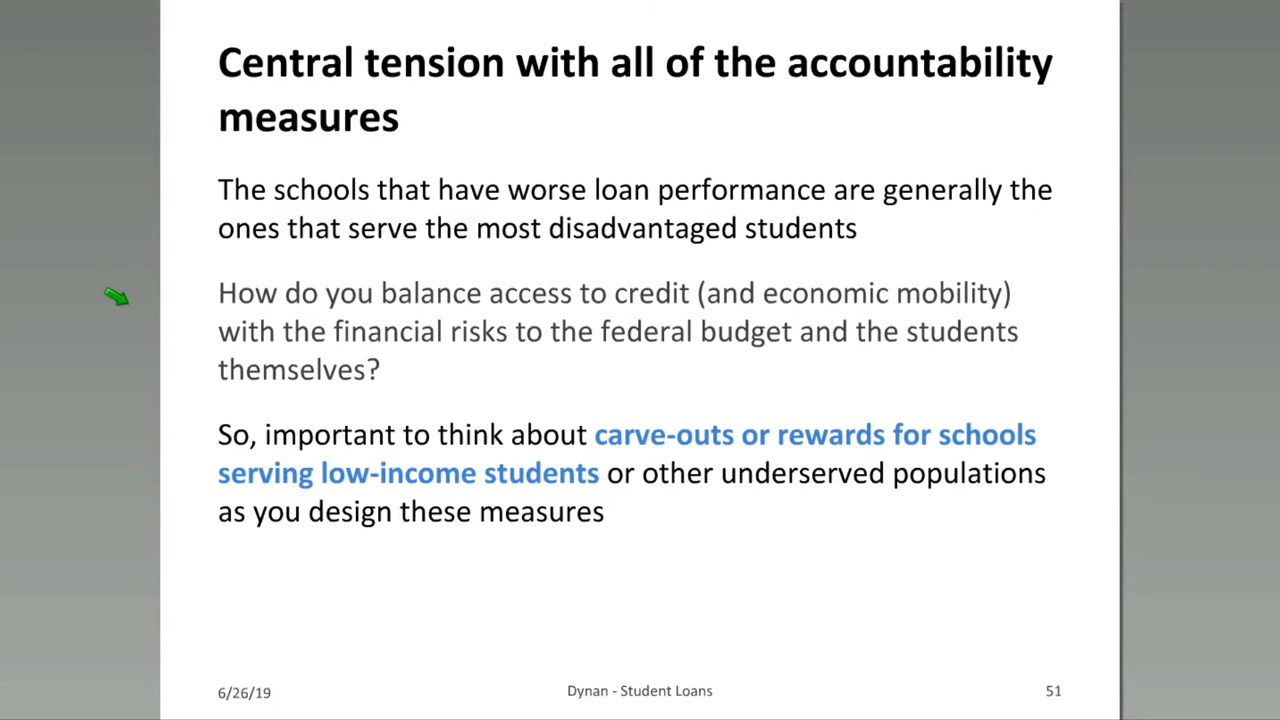 Central tension with all of the accountability
measures
The schools that have worse loan performance are generally the
ones that serve the most disadvantaged students
How do you balance access to credit (and economic mobility)
with the financial risks to the federal budget and the students
themselves?
So, important to think about carve-outs or rewards for schools
serving low-income students or other underserved populations
as you design these measures
6/26/19
Dynan - Student Loans
51